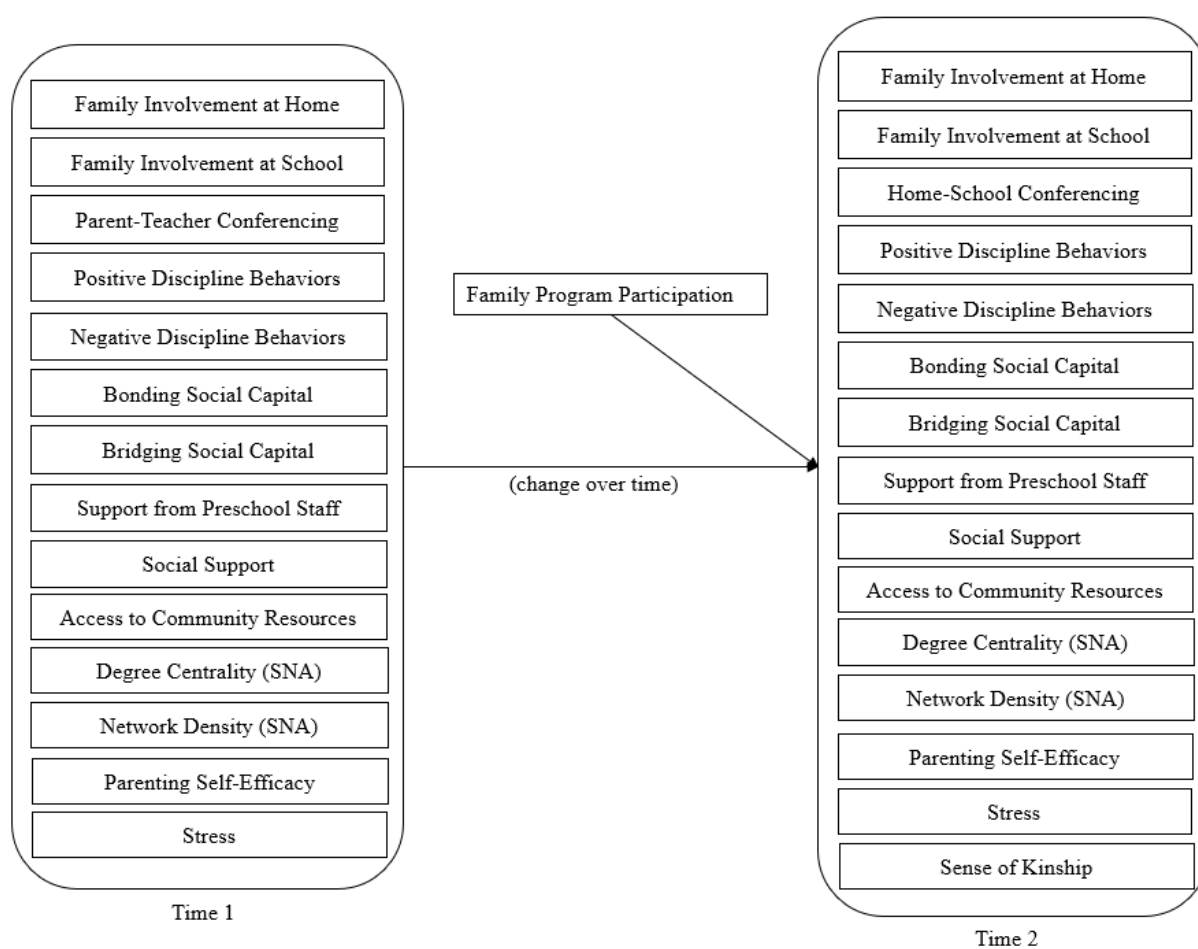 Family Involvement at Home
Family Involvement at School
Parent-Teacher Conferencing
Positive Discipline Behaviors
Negative Discipline Behaviors
Bonding Social Capital
Bridging Social Capital
Support from Preschool Staff
Social Support
Access to Community Resources
Degree Centrality (SNA)
Network Density (SNA)
Parenting Self-Efficacy
Stress
Time 1
Family Program Participation
(change over time)
Family Involvement at Home
Family Involvement at School
Home-School Conferencing
Positive Discipline Behaviors
Negative Discipline Behaviors
Bonding Social Capital
Bridging Social Capital
Support from Preschool Staff
Social Support
Access to Community Resources
Degree Centrality (SNA)
Network Density (SNA)
Parenting Self-Efficacy
Stress
Sense of Kinship
Time 2